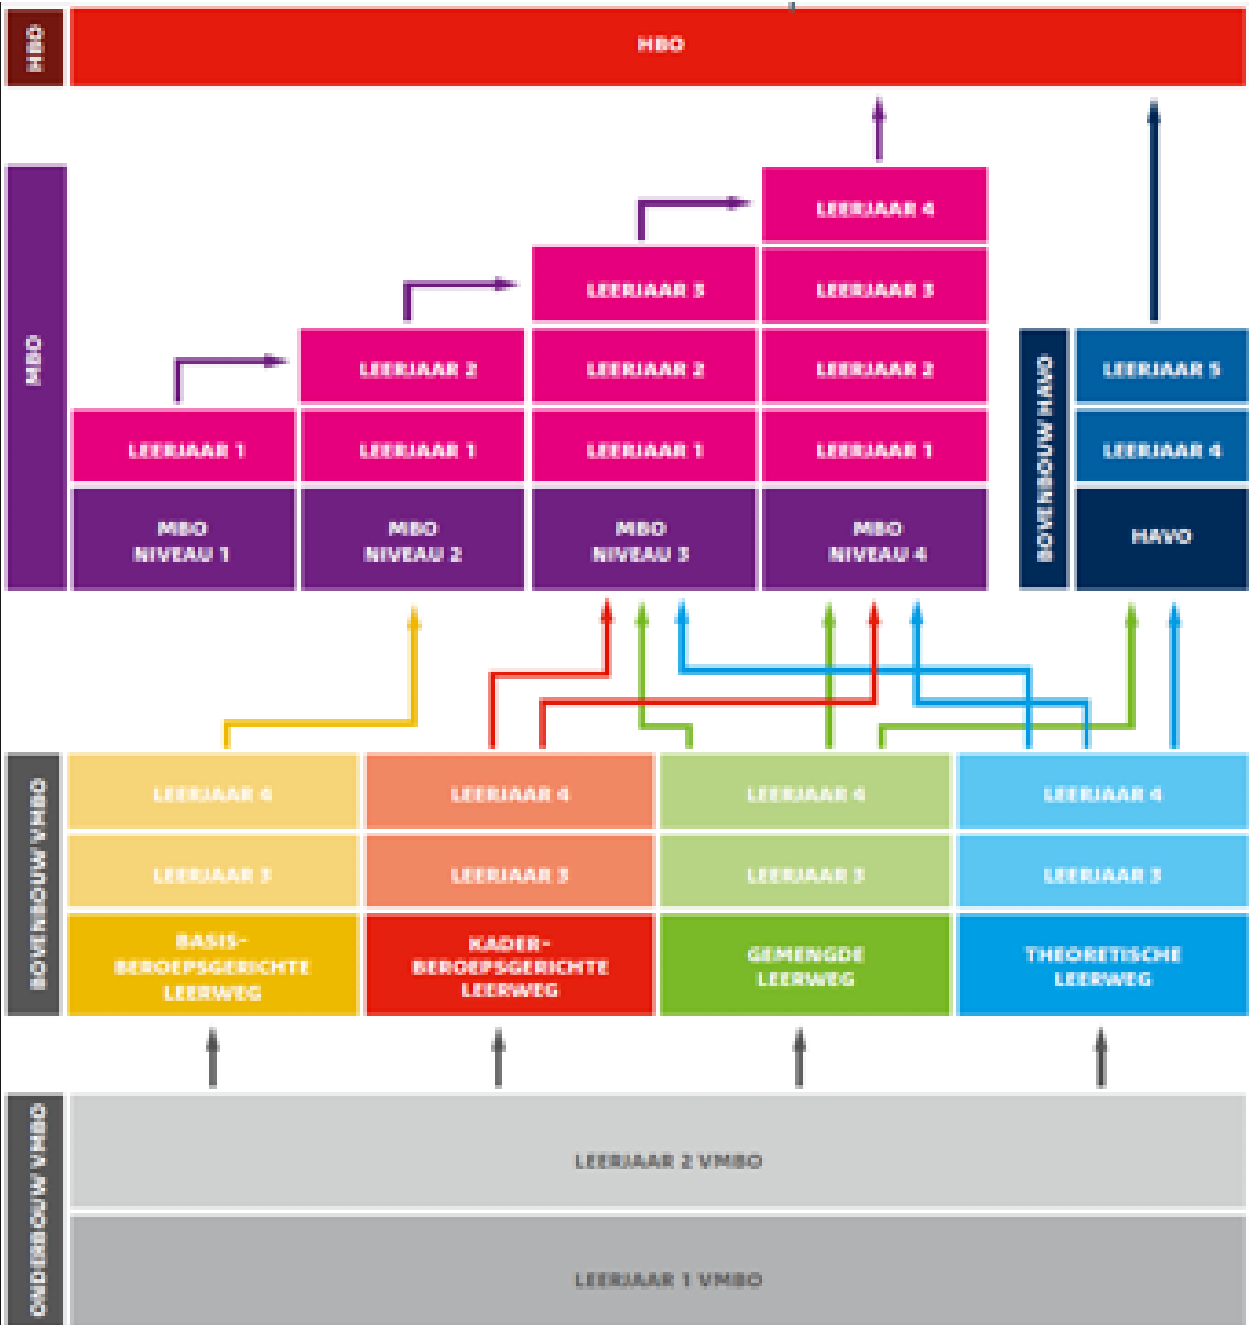 HBO
HBO
MBO
LEERJAAR 4
LEERJAAR 3
LEERJAAR 3
LEERJAAR 2
LEERJAAR 2
LEERJAAR 2
LEERJAAR 1
LEERJAAR 1
LEERJAAR 1
LEERJAAR 1
MBO
NIVEAU 1
MBO
NIVEAU 2
MBO
NIVEAU 3
MBO
NIVEAU 4
BOVENBOUW HAVO
LEERJAAR 5
LEERJAAR 4
HAVO
BOVENBOUW VMBO
LEERJAAR 4
LEERJAAR 4
LEERJAAR 4
LEERJAAR 4
LEERJAAR 3
LEERJAAR 3
LEERJAAR 3
LEERJAAR 3
BASIS-
BEROEPSGERICHTE
LEERWEG
KADER-
BEROEPSGERICHTE
LEERWEG
GEMENGDE
LEERWEG
THEORETISCHE
LEERWEG
ONDERBOUW VMBO
LEERJAAR 2 VMBO
LEERJAAR 1 VMBO